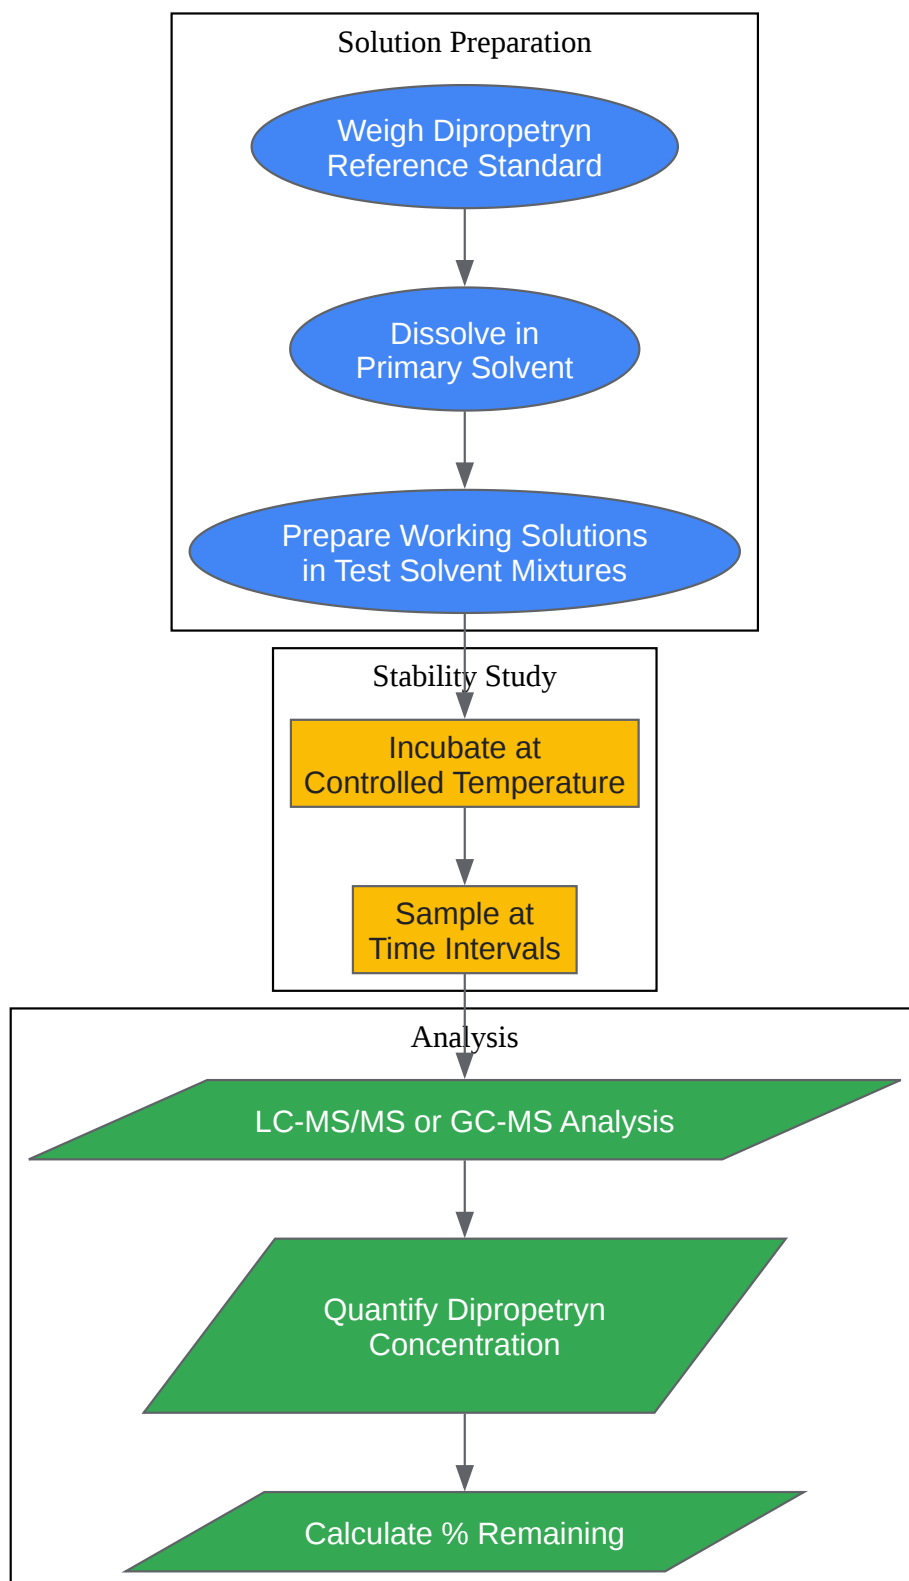 Solution Preparation
Weigh Dipropetryn
Reference Standard
Dissolve in
Primary Solvent
Prepare Working Solutions
in Test Solvent Mixtures
Stability Study
Incubate at
Controlled Temperature
Sample at
Time Intervals
Analysis
LC-MS/MS or GC-MS Analysis
Quantify Dipropetryn
Concentration
Calculate % Remaining